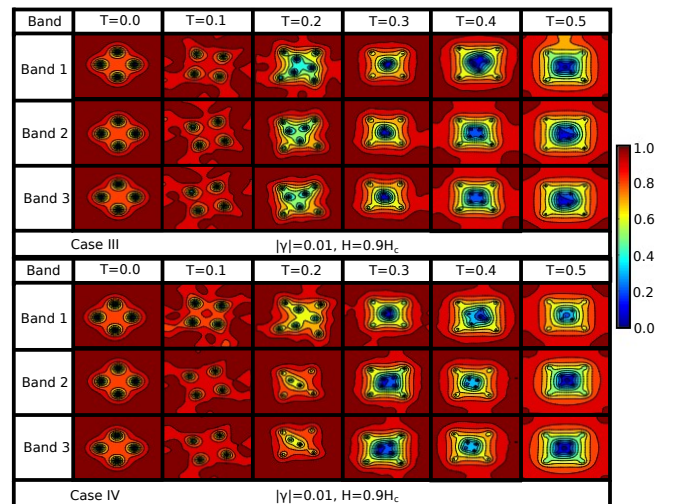 Band T=0.0 T=0.1 T=0.2 T=0.3 T=0.4 T=0.5
Band 1
Band 2
Band 3
Case III |γ|=0.01, H=0.9H_c
Band T=0.0 T=0.1 T=0.2 T=0.3 T=0.4 T=0.5
Band 1
Band 2
Band 3
Case IV |γ|=0.01, H=0.9H_c
1.0
0.8
0.6
0.4
0.2
0.0